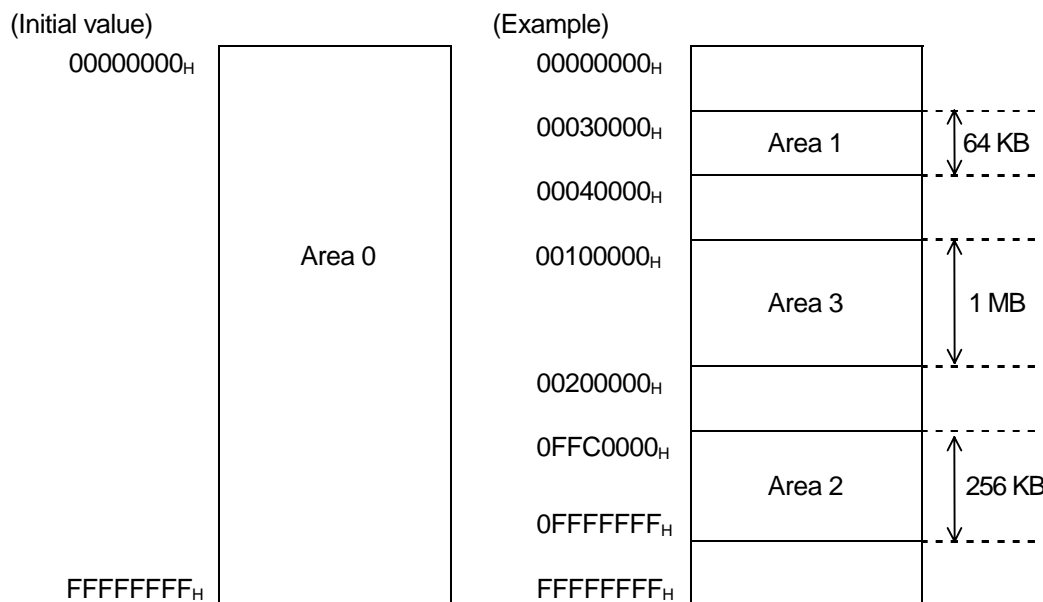 (Initial value)
00000000H
Area 0
FFFFFFFFH
(Example)
00000000H
00030000H
Area 1
64 KB
00040000H
00100000H
Area 3
1 MB
00200000H
0FFC0000H
Area 2
256 KB
0FFFFFFFH
FFFFFFFFH